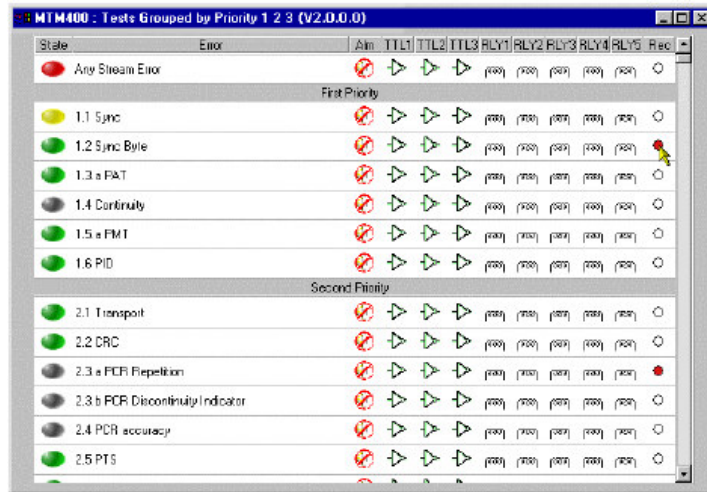 MTM400 : Tests Grouped by Priority 1 2 3 (V2.0.0.0)
State Error Alm TTL1 TTL2 TTL3 RLY1 RLY2 RLY3 RLY4 RLY5 Rec
Any Stream Error
First Priority
1.1 Sync
1.2 Sync Byte
1.3 a PAT
1.4 Continuity
1.5 a PMT
1.6 PID
Second Priority
2.1 Transport
2.2 CRC
2.3 a PCR Repetition
2.3 b PCR Discontinuity Indicator
2.4 PCR accuracy
2.5 PTS